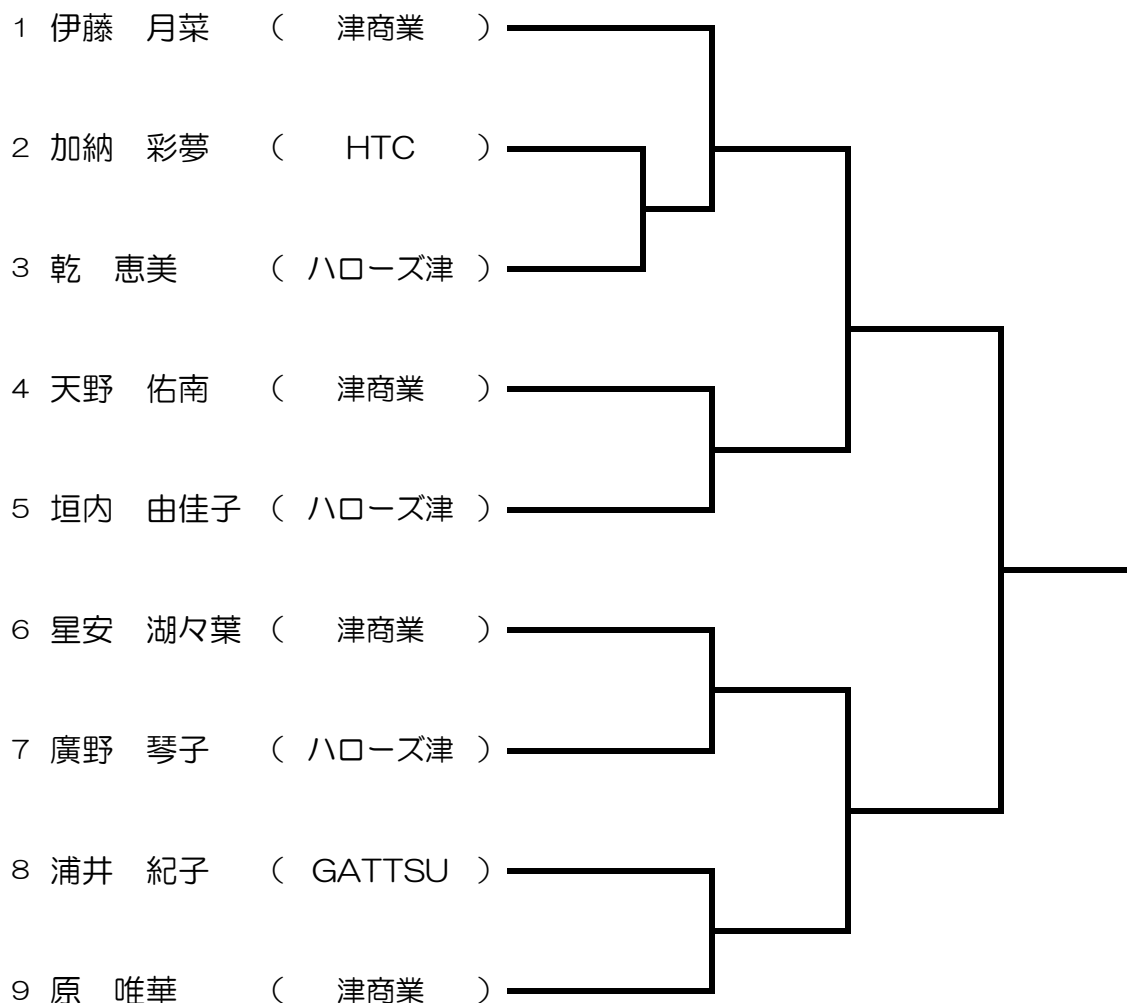 1 伊藤　月菜 （ 津商業 ）
2 加納　彩夢 （ HTC ）
3 乾　恵美 （ ハローズ津 ）
4 天野　佑南 （ 津商業 ）
5 垣内　由佳子 （ ハローズ津 ）
6 星安　湖々葉 （ 津商業 ）
7 廣野　琴子 （ ハローズ津 ）
8 浦井　紀子 （ GATTSU ）
9 原　唯華 （ 津商業 ）